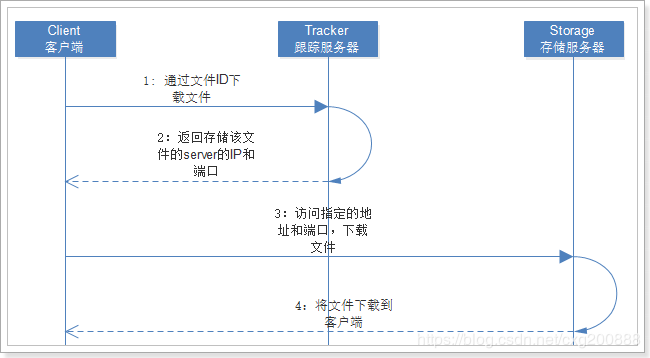 Client
客户端
Tracker
跟踪服务器
Storage
存储服务器
1: 通过文件ID下
载文件
2：返回存储该文
件的server的IP和
端口
3：访问指定的地
址和端口，下载
文件
4：将文件下载到
客户端
https://blog.csdn.net/cxg200888